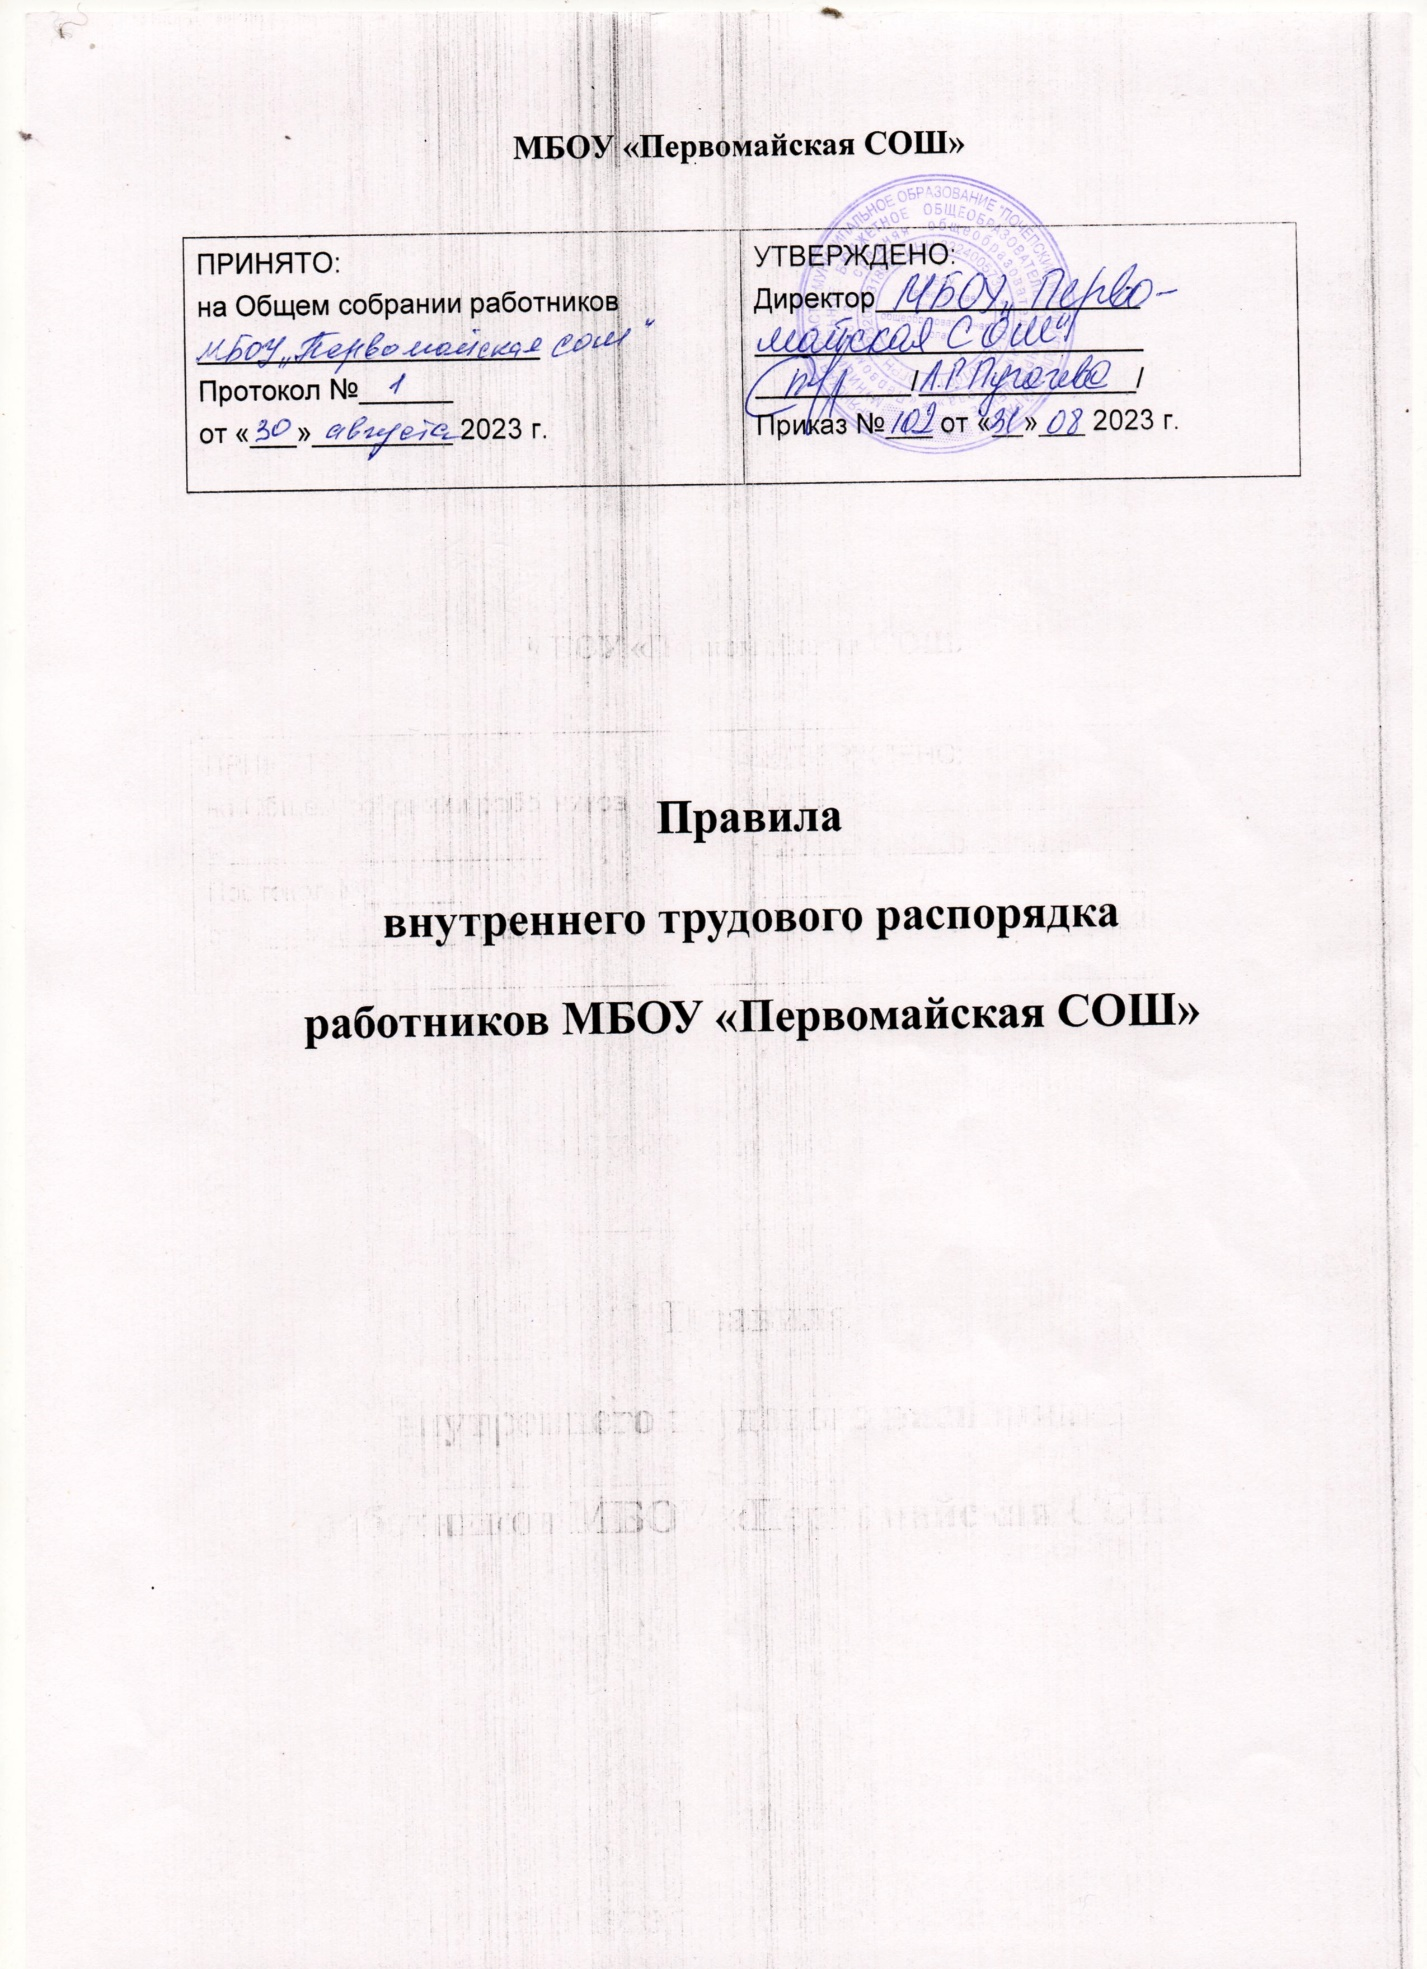 МБОУ «Первомайская СОШ»
ПРИНЯТО:
на Общем собрании работников
МБОУ „Первомайская СОШ"
Протокол № 1
от «30» августа 2023 г.
УТВЕРЖДЕНО:
Директор МБОУ „Перво-
майская СОШ"
/А.Р. Пугачева/
Приказ №102 от «31» 08 2023 г.
Правила
внутреннего трудового распорядка
работников МБОУ «Первомайская СОШ»